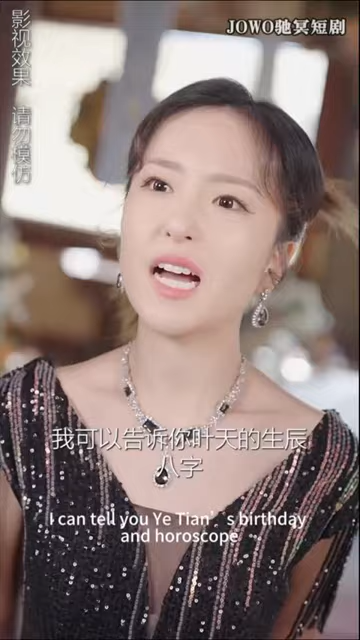 JOWO驰冥短剧
影视效果 请勿模仿
我可以告诉你叶天的生辰
八字
I can tell you Ye Tian's birthday
and horoscope